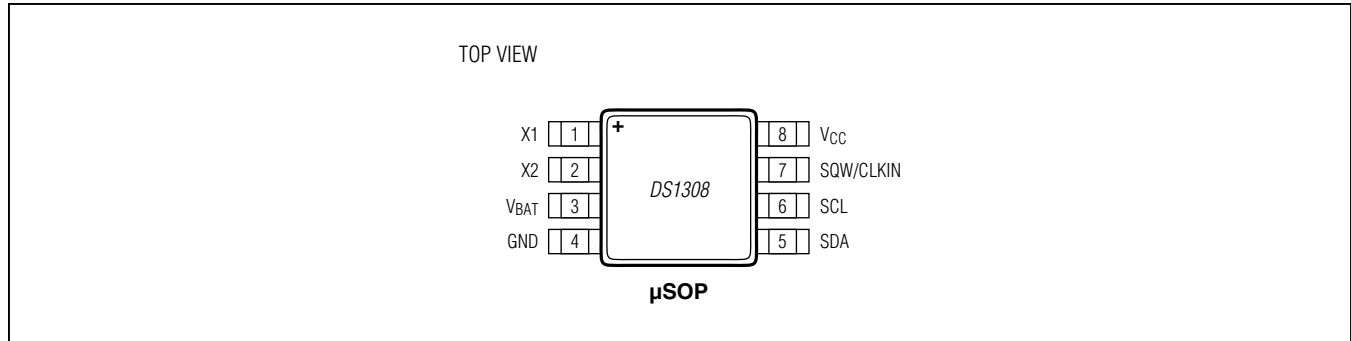 TOP VIEW
X1 1 + 8 VCC
X2 2 7 SQW/CLKIN
DS1308
VBAT 3 6 SCL
GND 4 5 SDA
µSOP